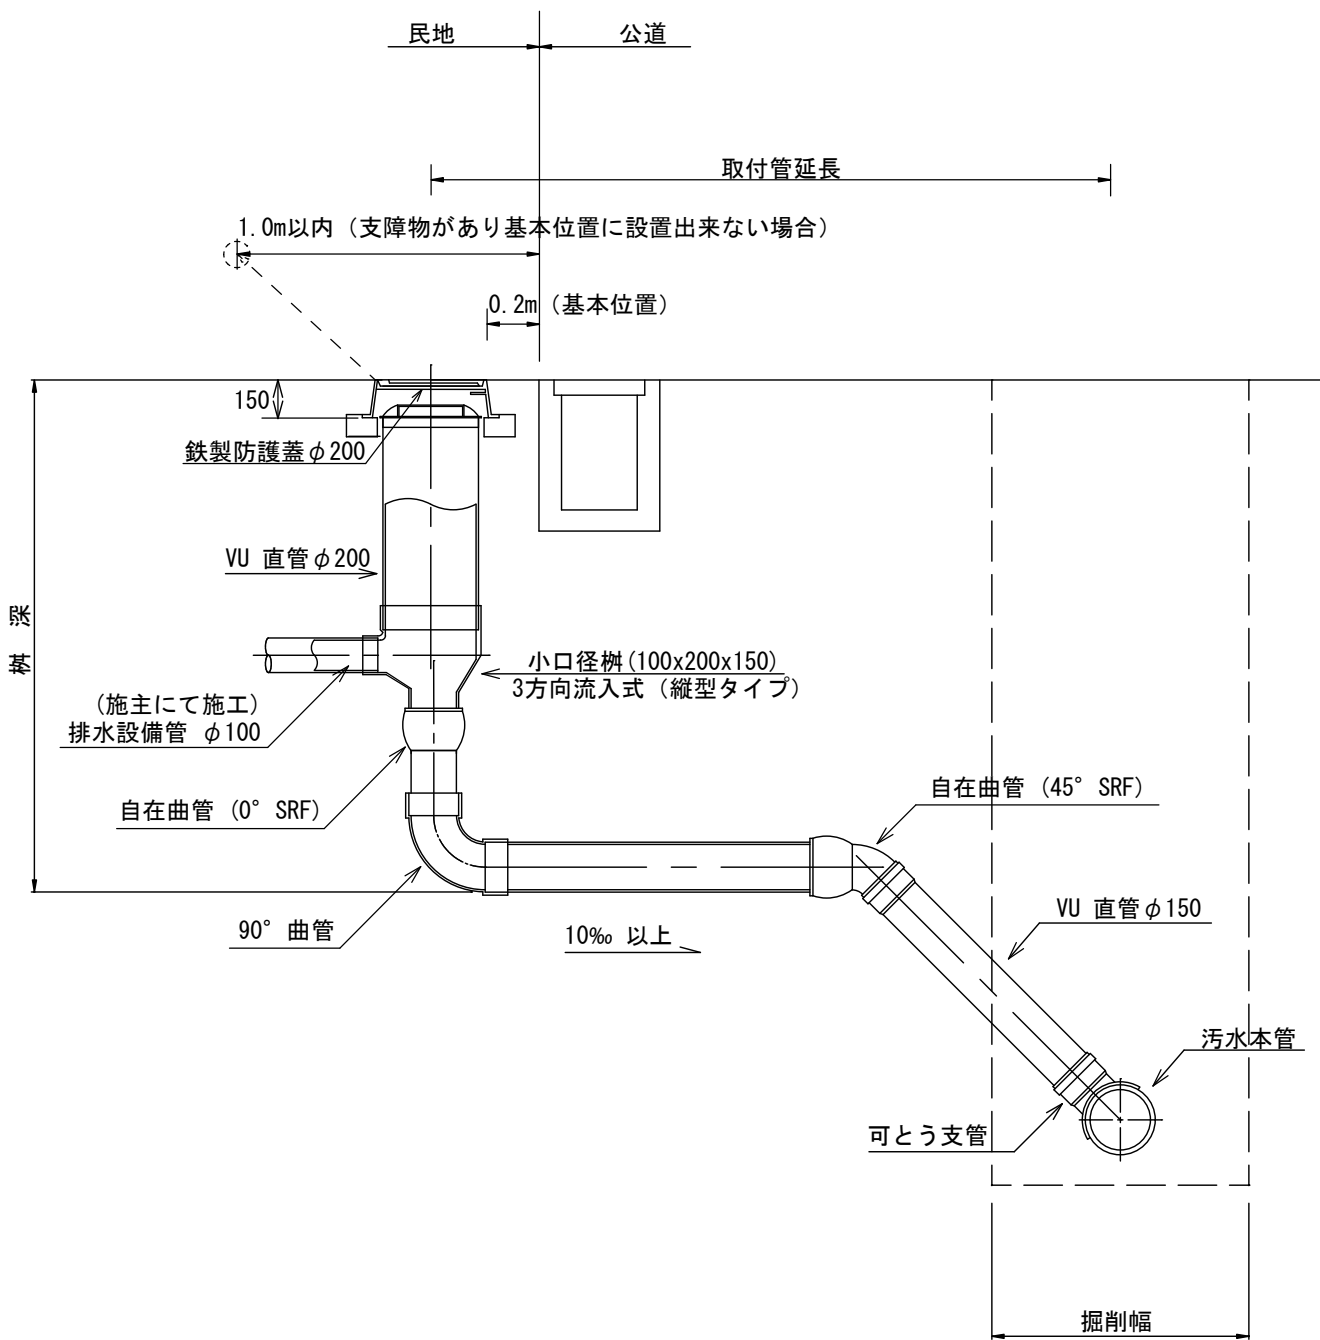 民地
公道
取付管延長
1.0m以内（支障物があり基本位置に設置出来ない場合）
0.2m（基本位置）
150
鉄製防護蓋φ200
VU 直管φ200
桝 深
小口径桝(100x200x150)
3方向流入式（縦型タイプ）
（施主にて施工）
排水設備管 φ100
自在曲管（0° SRF）
自在曲管（45° SRF）
90° 曲管
10‰ 以上
VU 直管φ150
汚水本管
可とう支管
掘削幅